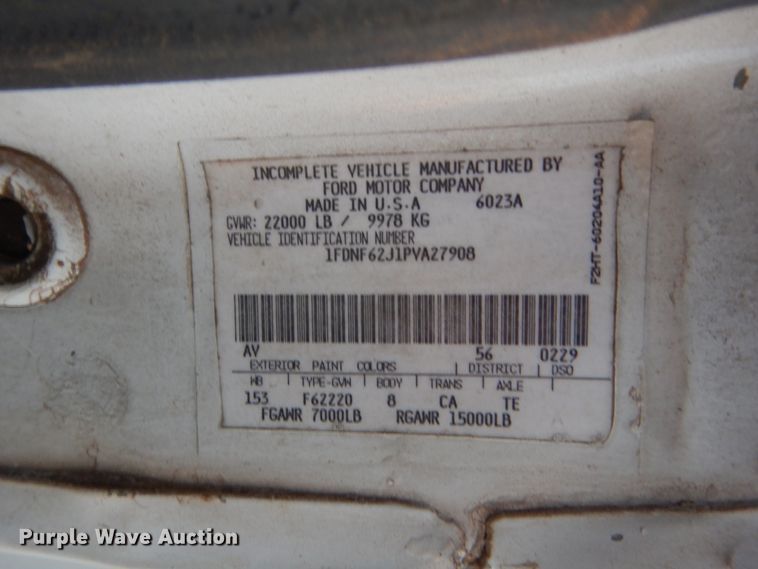 INCOMPLETE VEHICLE MANUFACTURED BY
FORD MOTOR COMPANY
MADE IN U.S.A 6023A
GVWR: 22000 LB / 9978 KG
VEHICLE IDENTIFICATION NUMBER
1FDNF62J1PVA27908
F2HT-60204A10-AA
AV 56 0229
EXTERIOR PAINT COLORS DISTRICT DSO
WB TYPE-GVW BODY TRANS AXLE
153 F62220 8 CA TE
FGAWR 7000LB RGAWR 15000LB
Purple Wave Auction